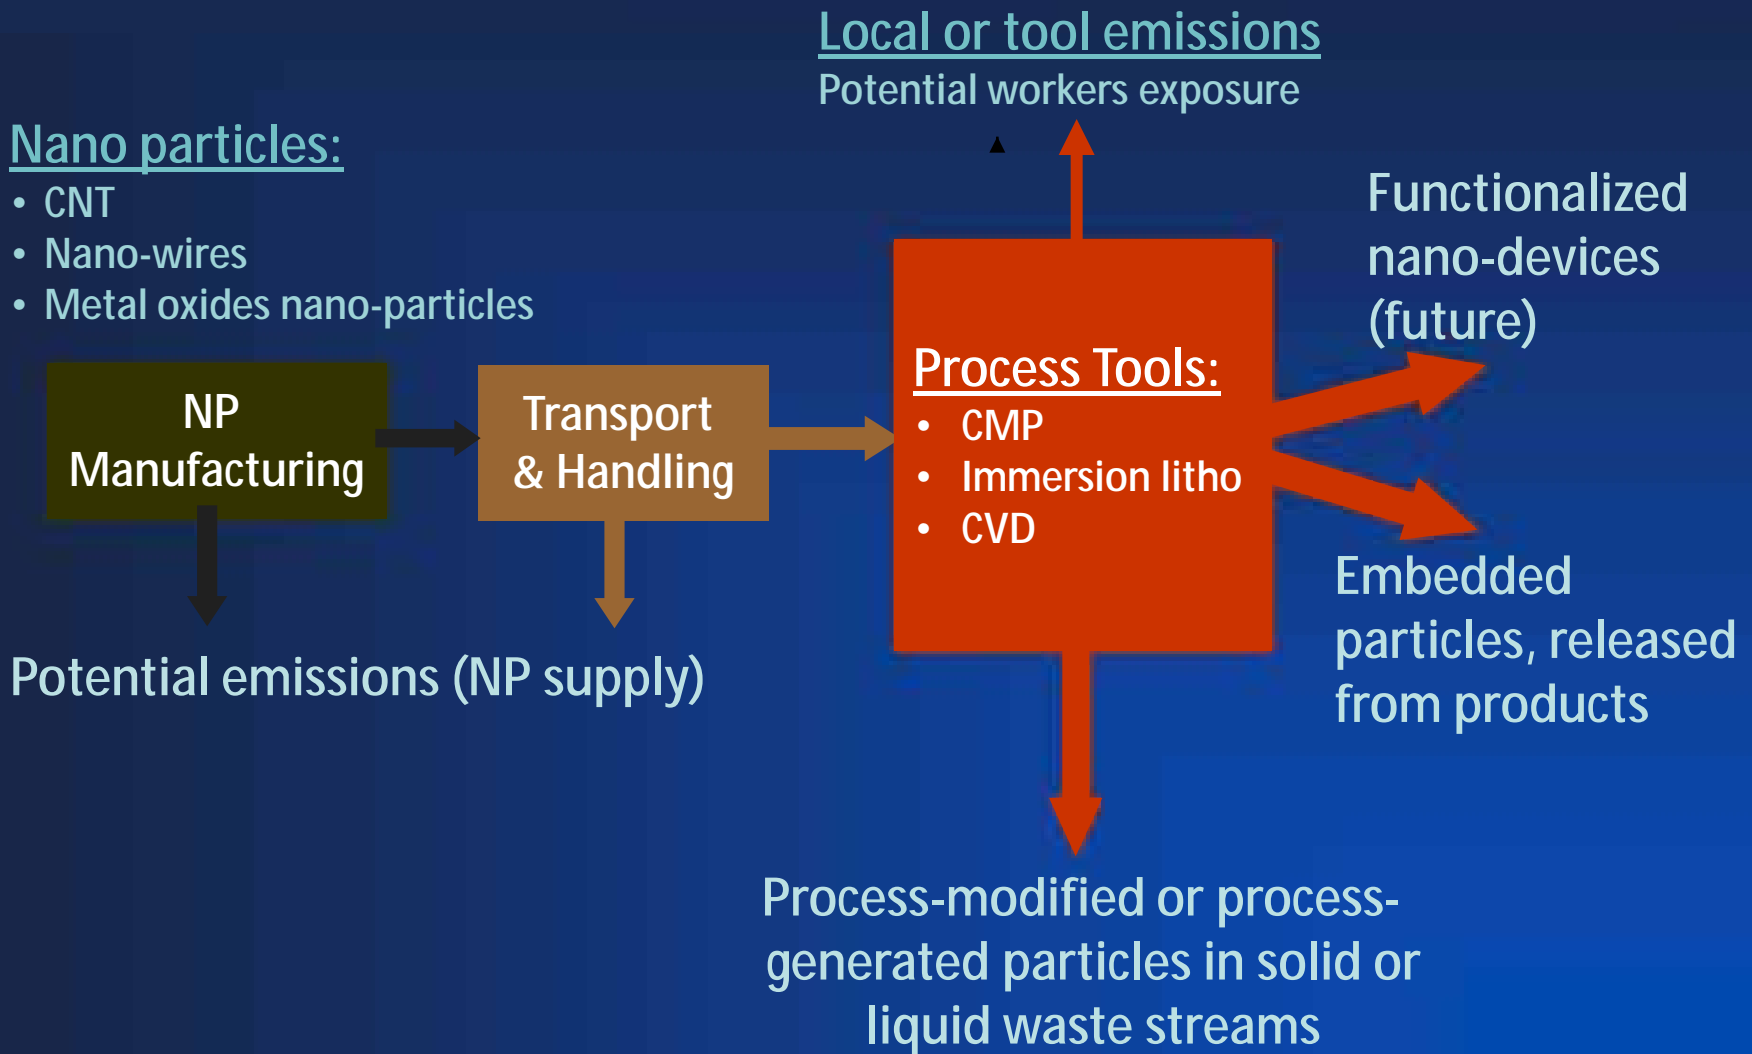 Local or tool emissions
Potential workers exposure
Nano particles:
• CNT
• Nano-wires
• Metal oxides nano-particles
NP
Manufacturing
Transport
& Handling
Process Tools:
• CMP
• Immersion litho
• CVD
Functionalized
nano-devices
(future)
Embedded
particles, released
from products
Potential emissions (NP supply)
Process-modified or process-
generated particles in solid or
liquid waste streams